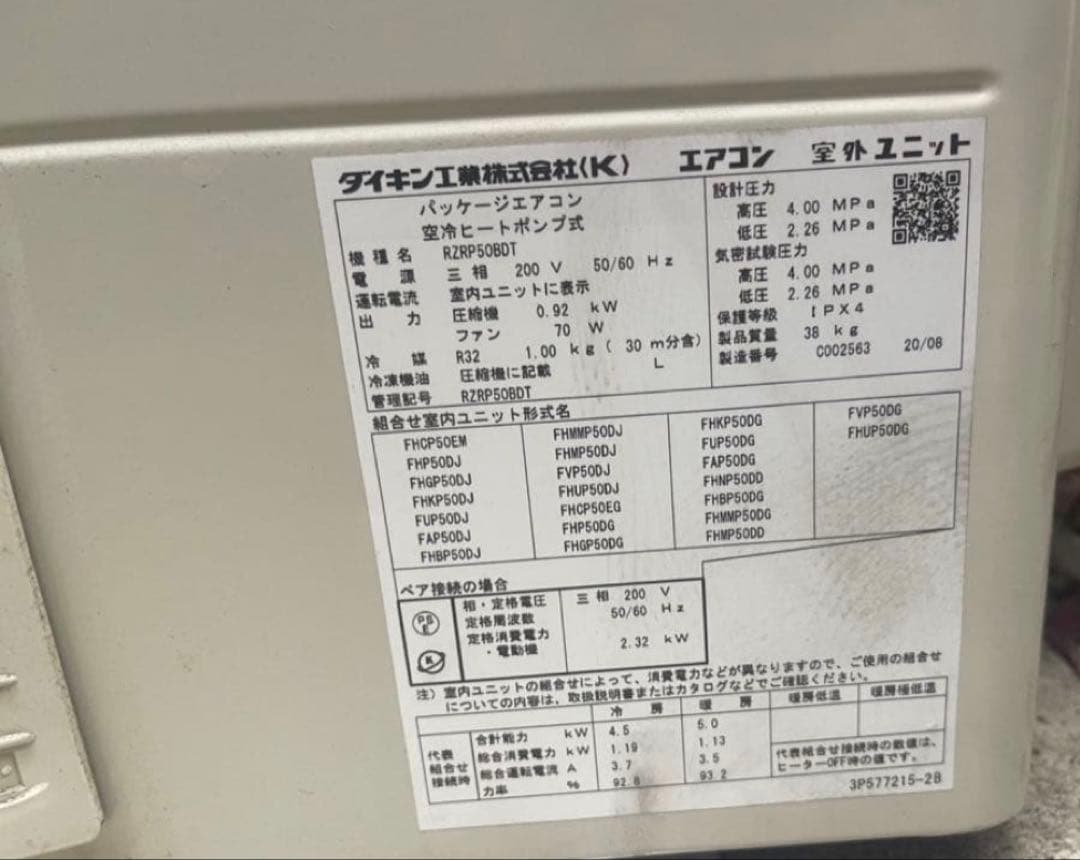 ダイキン工業株式会社(K) エアコン 室外ユニット
パッケージエアコン
空冷ヒートポンプ式
機種名 RZRP50BDT
電源 三相 200 V 50/60 Hz
運転電流 室内ユニットに表示
出力 圧縮機 0.92 kW
ファン 70 W
冷媒 R32 1.00 kg ( 30 m分含)
冷凍機油 圧縮機に記載 L
管理記号 RZRP50BDT
設計圧力
高圧 4.00 MPa
低圧 2.26 MPa
気密試験圧力
高圧 4.00 MPa
低圧 2.26 MPa
保護等級 IPX4
製品質量 38 kg
製造番号 C002563 20/08
組合せ室内ユニット形式名
FHCP50EM
FHP50DJ
FHGP50DJ
FHKP50DJ
FUP50DJ
FAP50DJ
FHBP50DJ
FHMMP50DJ
FHMP50DJ
FVP50DJ
FHUP50DJ
FHCP50EG
FHP50DG
FHGP50DG
FHKP50DG
FUP50DG
FAP50DG
FHNP50DD
FHBP50DG
FHMMP50DG
FHMP50DD
FVP50DG
FHUP50DG
ペア接続の場合
PS
E
相・定格電圧 三相 200 V
定格周波数 50/60 Hz
定格消費電力
・電動機 2.32 kW
注) 室内ユニットの組合せによって、消費電力などが異なりますので、ご使用の組合せ
についての内容は、取扱説明書またはカタログなどでご確認ください。
冷房 暖房 暖房低温 暖房極低温
代表
組合せ
接続時
合計能力 kW 4.5 5.0
総合消費電力 kW 1.19 1.13
総合運転電流 A 3.7 3.5
力率 % 92.8 93.2
代表組合せ接続時の数値は、
ヒーターOFF時の値です。
3P577215-2B